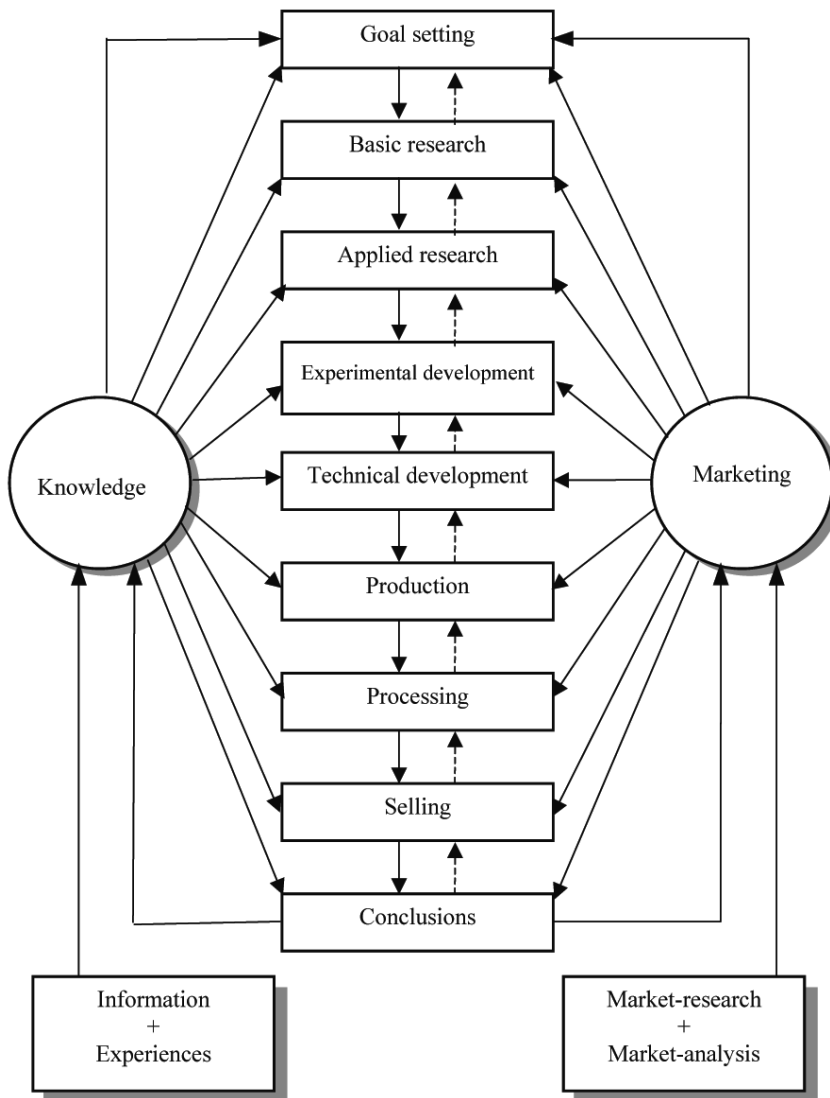 Goal setting
Basic research
Applied research
Experimental development
Technical development
Knowledge
Marketing
Production
Processing
Selling
Conclusions
Information
+
Experiences
Market-research
+
Market-analysis